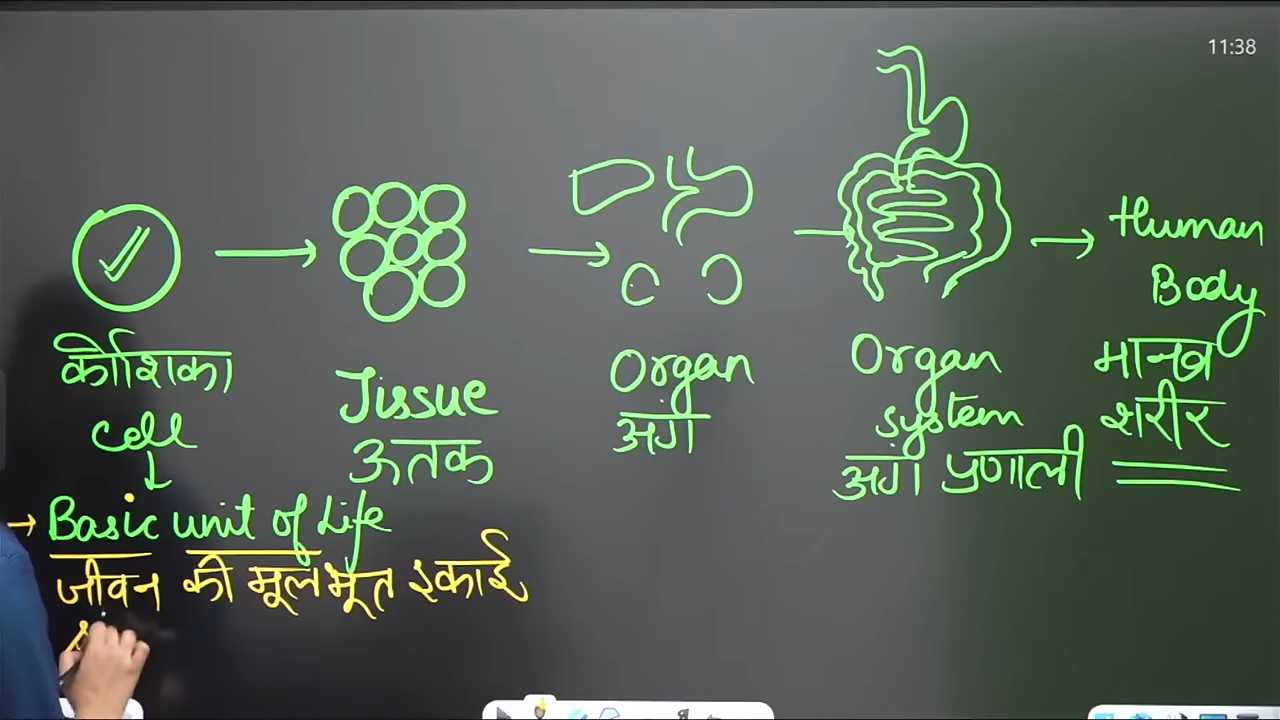 11:38
कोशिका
Cell
Tissue
ऊतक
Organ
अंग
Organ
system
अंग प्रणाली
Human
Body
मानव
शरीर
→ Basic unit of Life
जीवन की मूलभूत इकाई